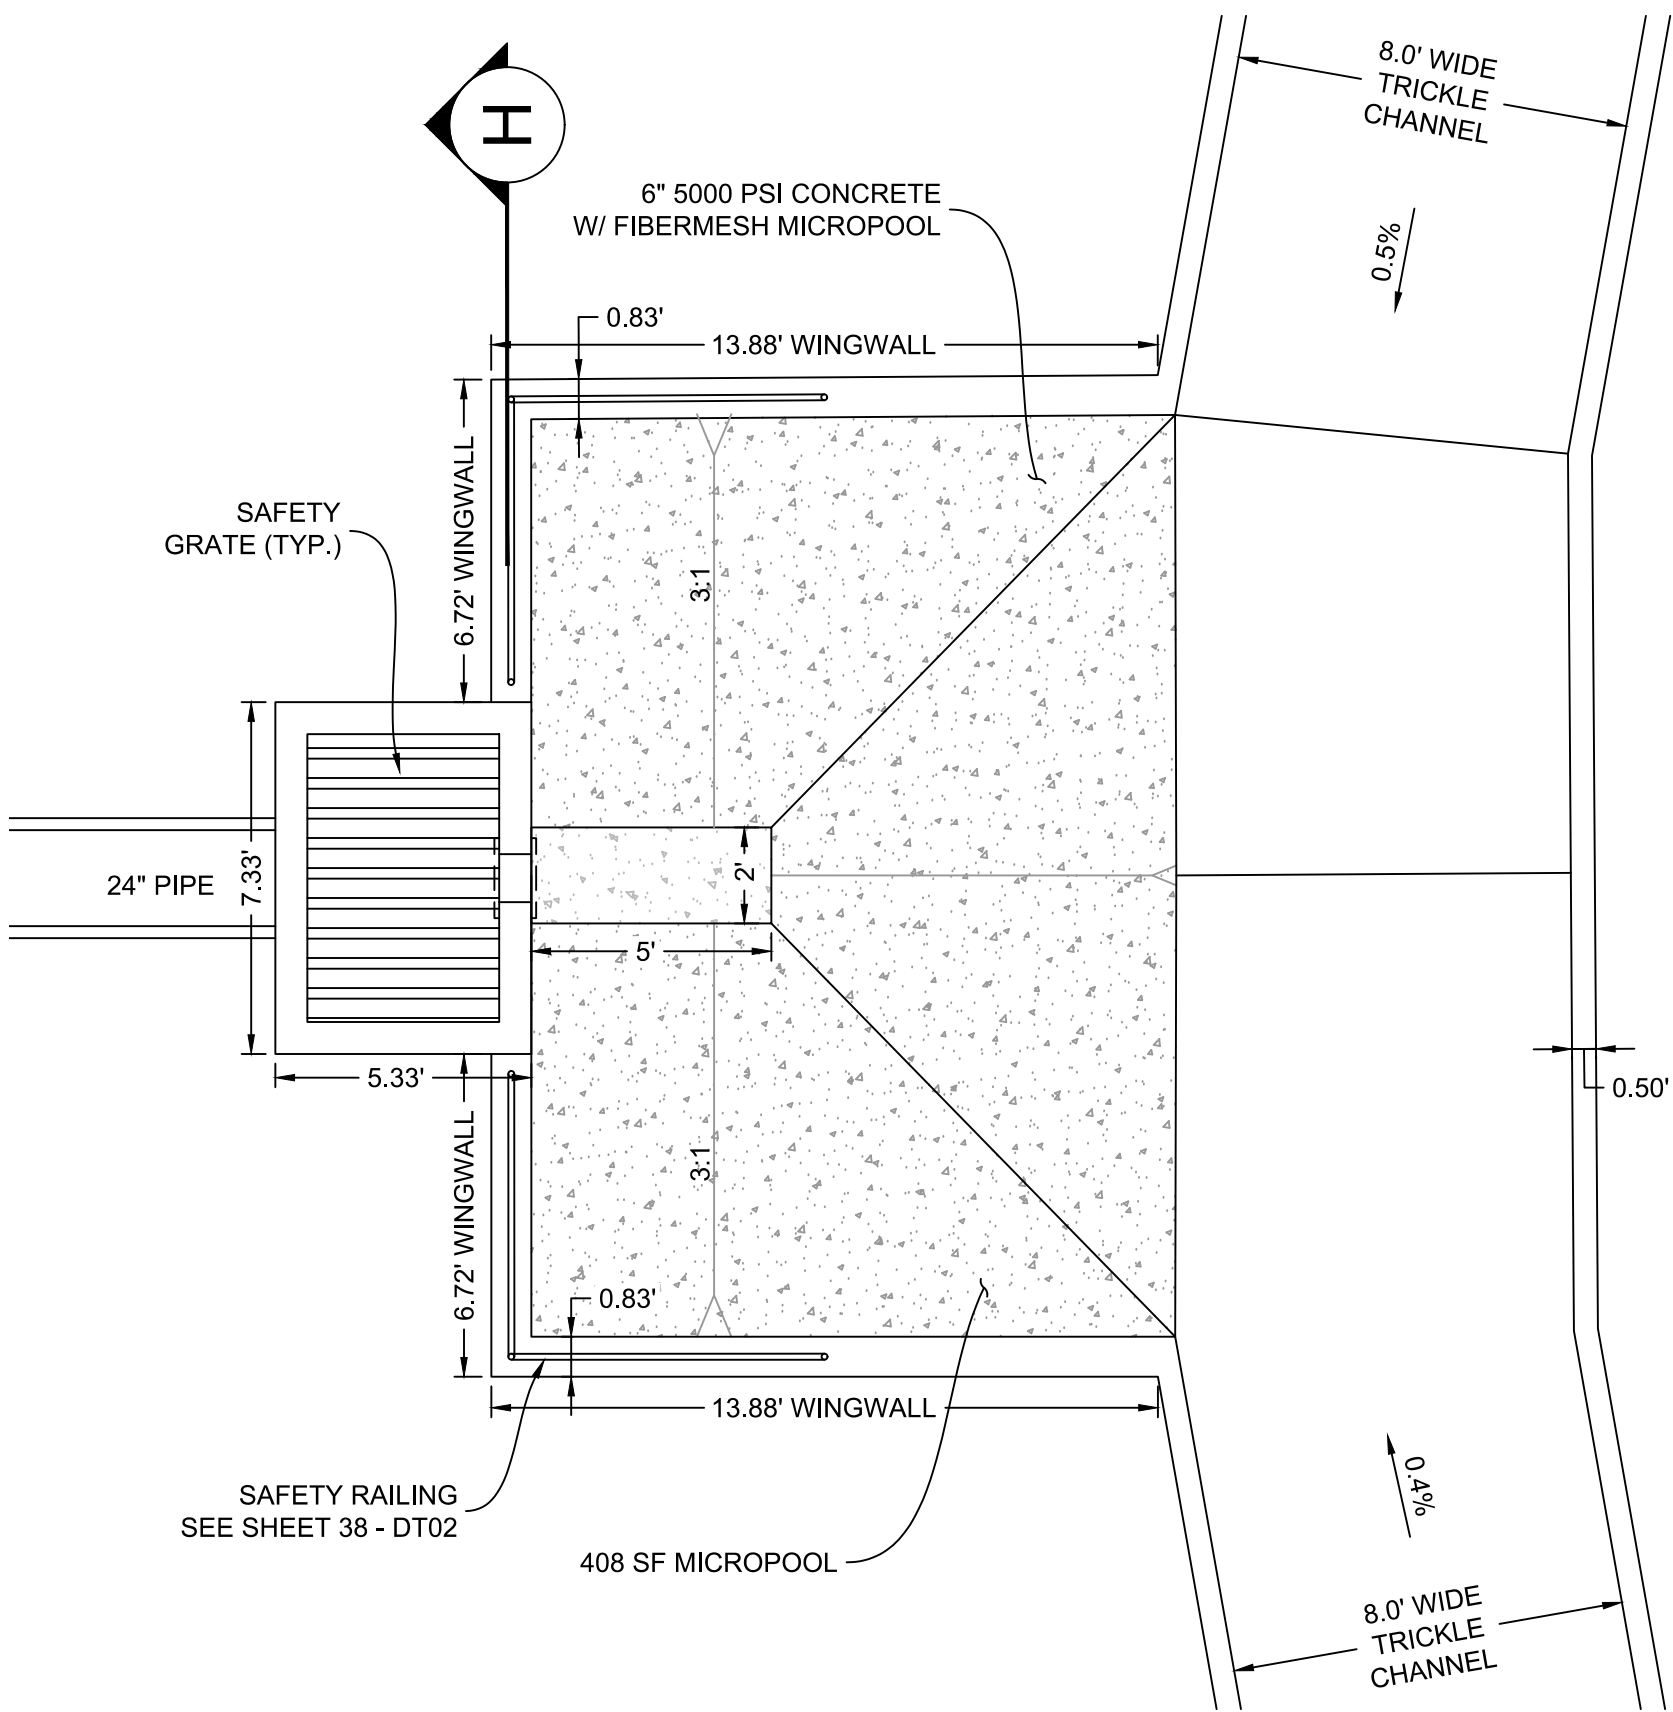 8.0' WIDE
TRICKLE
CHANNEL
H
6" 5000 PSI CONCRETE
W/ FIBERMESH MICROPOOL
0.5%
0.83'
13.88' WINGWALL
6.72' WINGWALL
SAFETY
GRATE (TYP.)
3:1
24" PIPE
7.33'
2'
5'
5.33'
0.50'
3:1
6.72' WINGWALL
0.83'
13.88' WINGWALL
SAFETY RAILING
SEE SHEET 38 - DT02
0.4%
408 SF MICROPOOL
8.0' WIDE
TRICKLE
CHANNEL